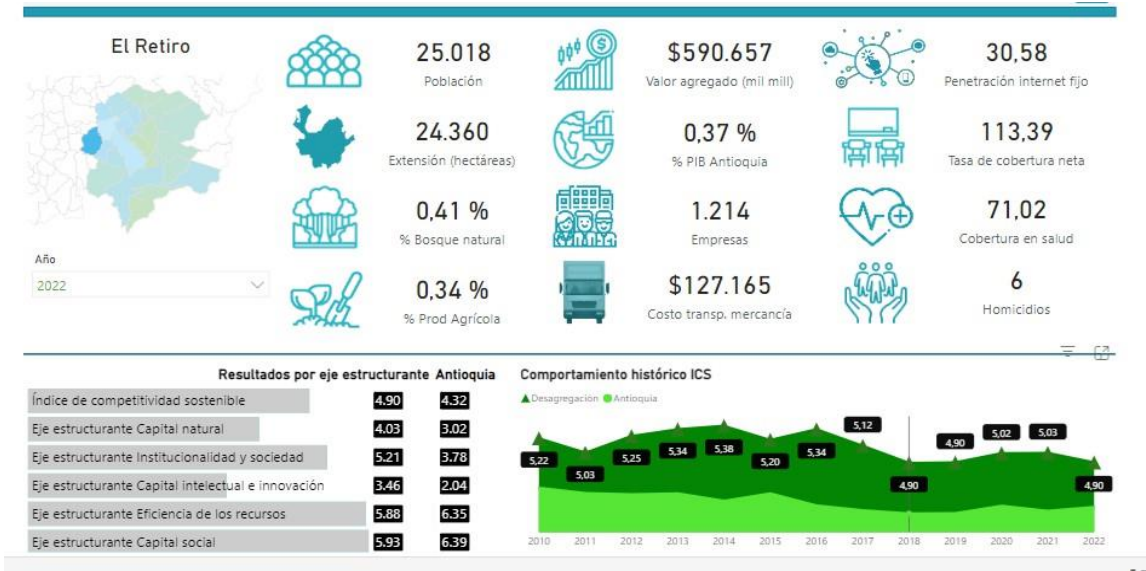 El Retiro
25.018
Población
$590.657
Valor agregado (mil mill)
30,58
Penetración internet fijo
24.360
Extensión (hectáreas)
0,37 %
% PIB Antioquia
113,39
Tasa de cobertura neta
0,41 %
% Bosque natural
1.214
Empresas
71,02
Cobertura en salud
Año
2022
0,34 %
% Prod Agrícola
$127.165
Costo transp. mercancía
6
Homicidios
Resultados por eje estructurante Antioquia
Índice de competitividad sostenible 4.90 4.32
Eje estructurante Capital natural 4.03 3.02
Eje estructurante Institucionalidad y sociedad 5.21 3.78
Eje estructurante Capital intelectual e innovación 3.46 2.04
Eje estructurante Eficiencia de los recursos 5.88 6.35
Eje estructurante Capital social 5.93 6.39
Comportamiento histórico ICS
Desagregación Antioquia
5,22 5,03 5,25 5,34 5,38 5,20 5,34 5,12 4,90 4,90 5,02 5,03 4,90
2010 2011 2012 2013 2014 2015 2016 2017 2018 2019 2020 2021 2022